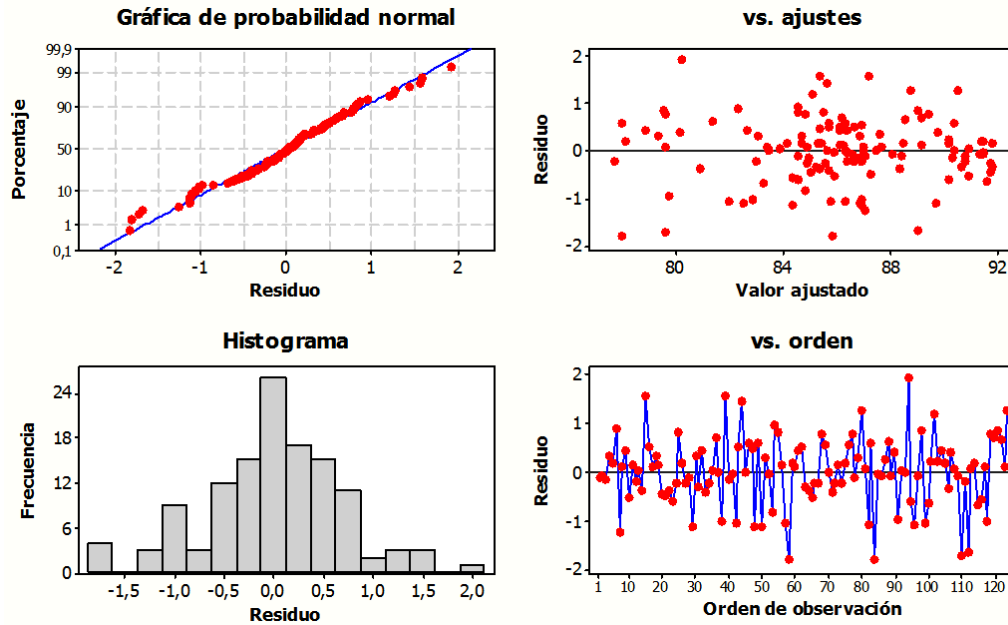 Gráfica de probabilidad normal
99,9
99
90
50
10
1
0,1
Porcentaje
-2 -1 0 1 2
Residuo
vs. ajustes
2
1
0
-1
-2
Residuo
80 84 88 92
Valor ajustado
Histograma
24
18
12
6
0
Frecuencia
-1,5 -1,0 -0,5 0,0 0,5 1,0 1,5 2,0
Residuo
vs. orden
2
1
0
-1
-2
Residuo
1 10 20 30 40 50 60 70 80 90 100 110 120
Orden de observación